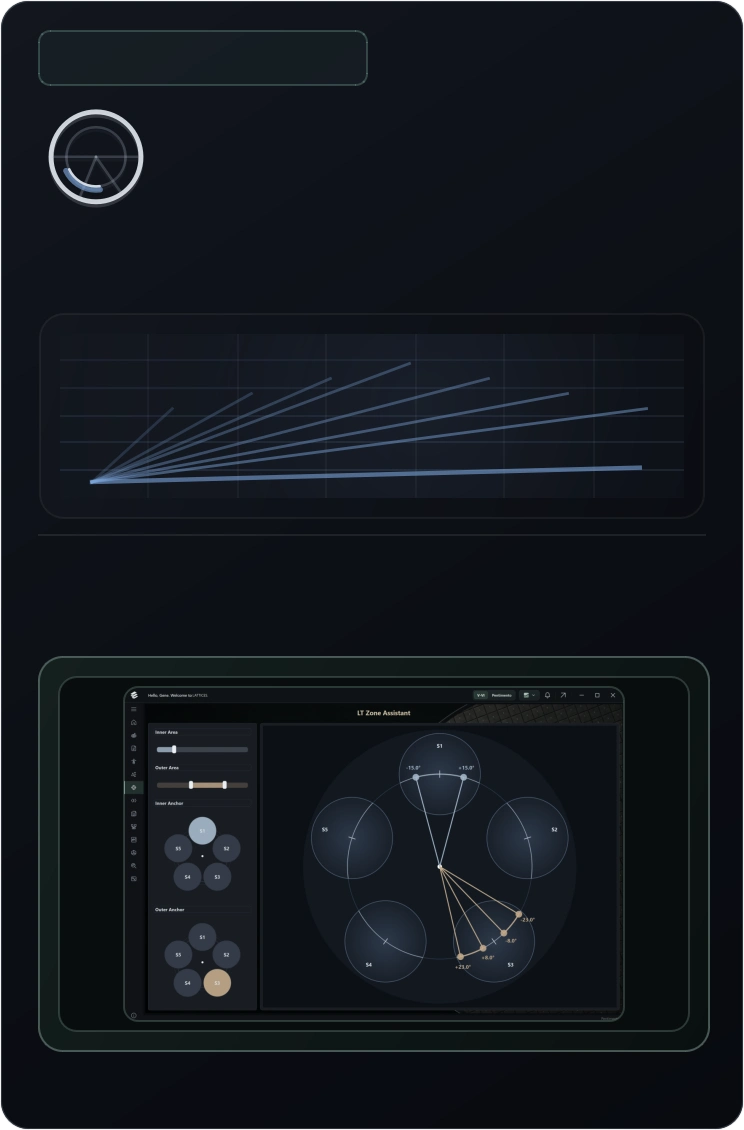 Hello, Gene. Welcome to LATTICES
Pentiments
LT Zone Assistant
Inner Area
Outer Area
Inner Anchor
S1
S5
S2
S4
S3
Outer Anchor
S1
S5
S2
S4
S3
S1
-15.0°
+15.0°
S5
S2
-23.0°
-8.0°
+8.0°
+23.0°
S4
S3